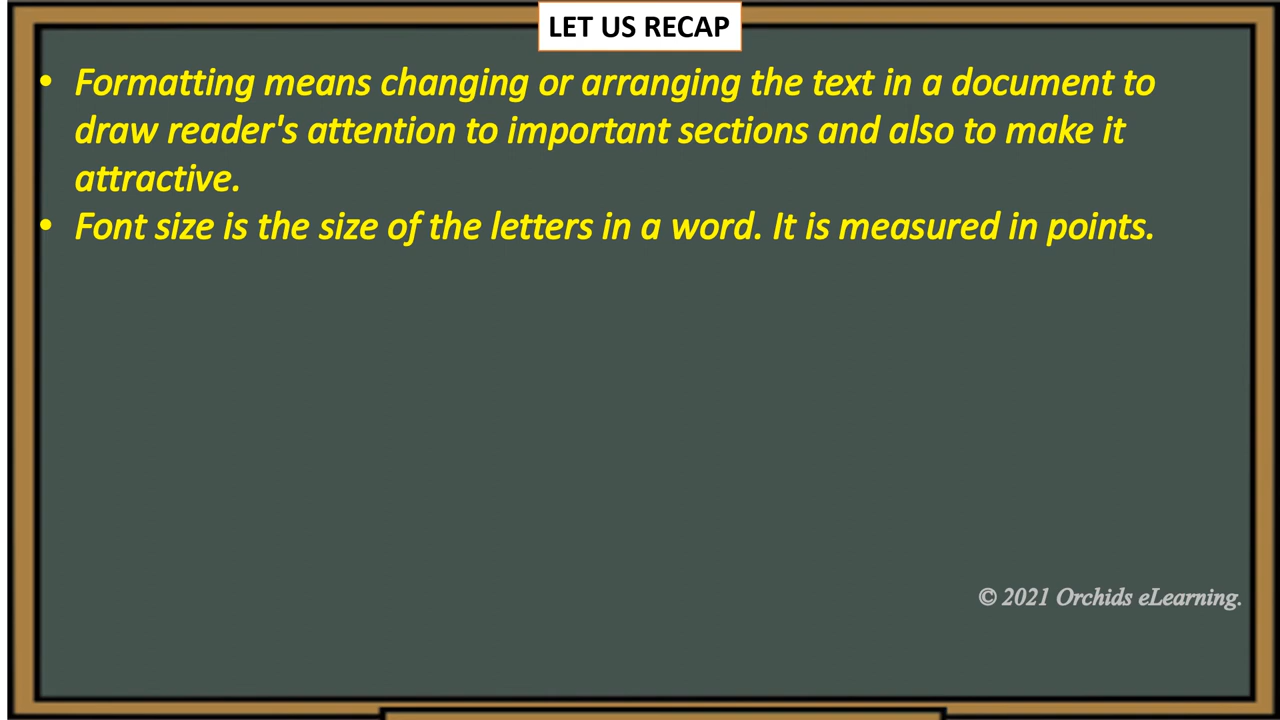 LET US RECAP
• Formatting means changing or arranging the text in a document to
draw reader's attention to important sections and also to make it
attractive.
• Font size is the size of the letters in a word. It is measured in points.
© 2021 Orchids eLearning.